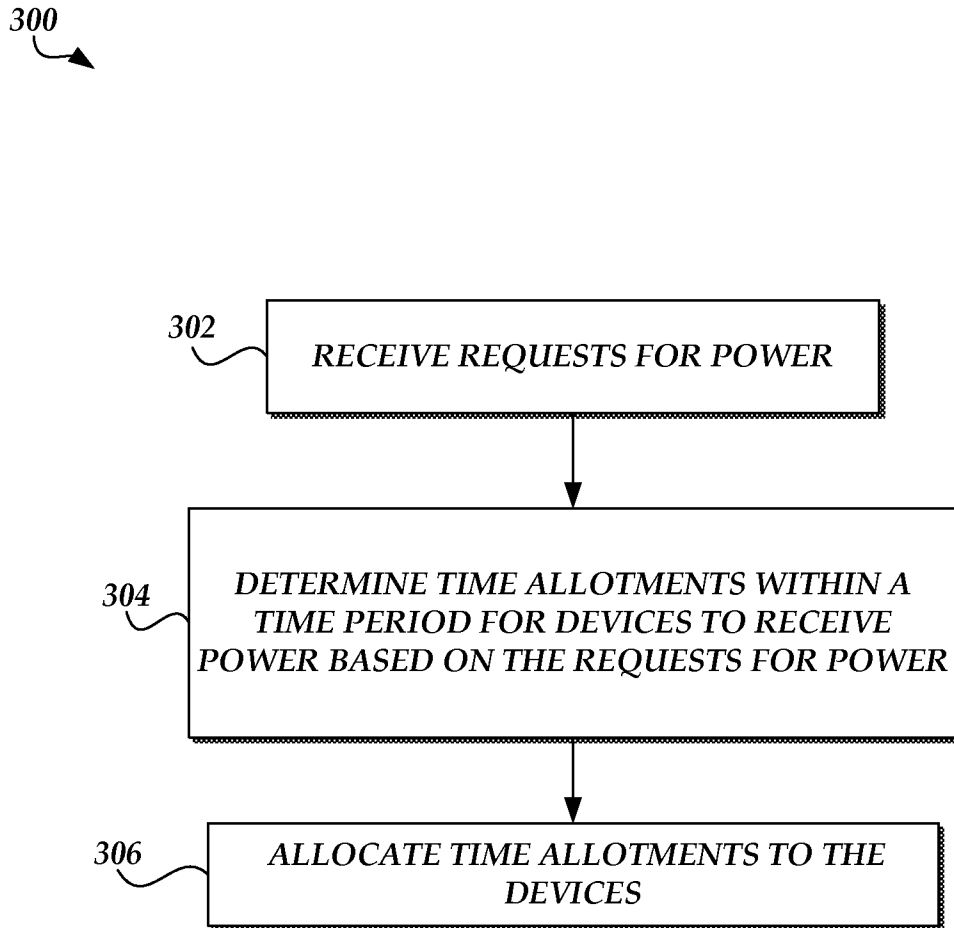 300
302
RECEIVE REQUESTS FOR POWER
304
DETERMINE TIME ALLOTMENTS WITHIN A
TIME PERIOD FOR DEVICES TO RECEIVE
POWER BASED ON THE REQUESTS FOR POWER
306
ALLOCATE TIME ALLOTMENTS TO THE
DEVICES